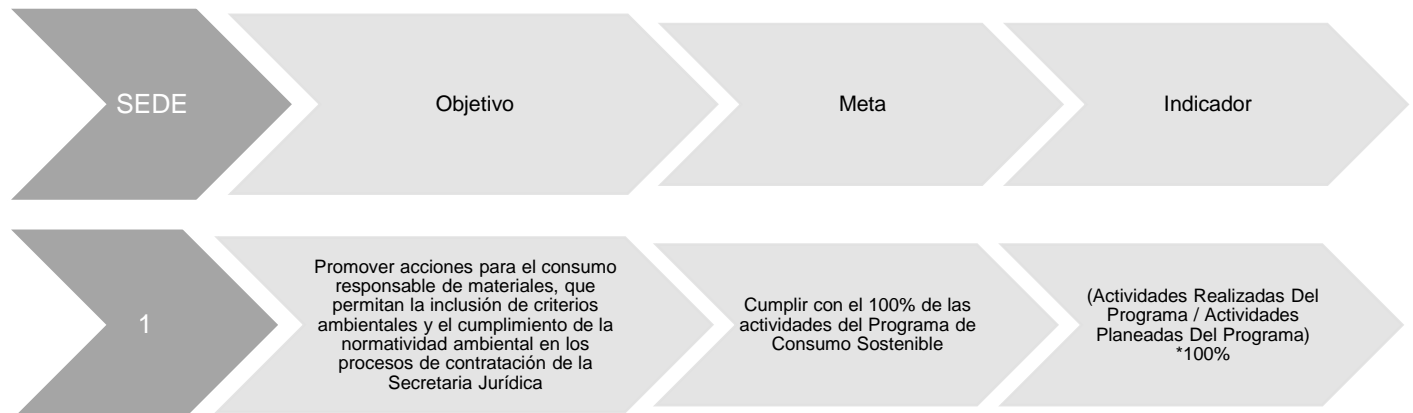 SEDE
Objetivo
Meta
Indicador
1
Promover acciones para el consumo
responsable de materiales, que
permitan la inclusión de criterios
ambientales y el cumplimiento de la
normatividad ambiental en los
procesos de contratación de la
Secretaria Jurídica
Cumplir con el 100% de las
actividades del Programa de
Consumo Sostenible
(Actividades Realizadas Del
Programa / Actividades
Planeadas Del Programa)
*100%